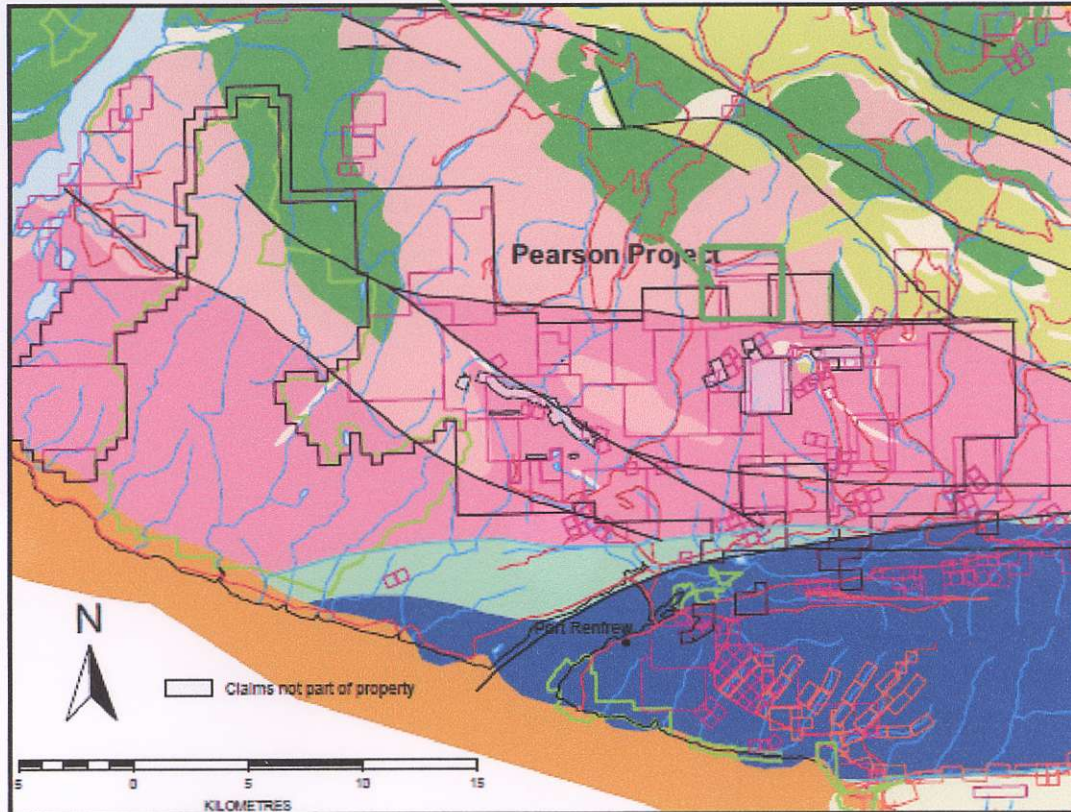 Pearson Project
Port Renfrew
N
Claims not part of property
5 0 5 10 15
KILOMETRES